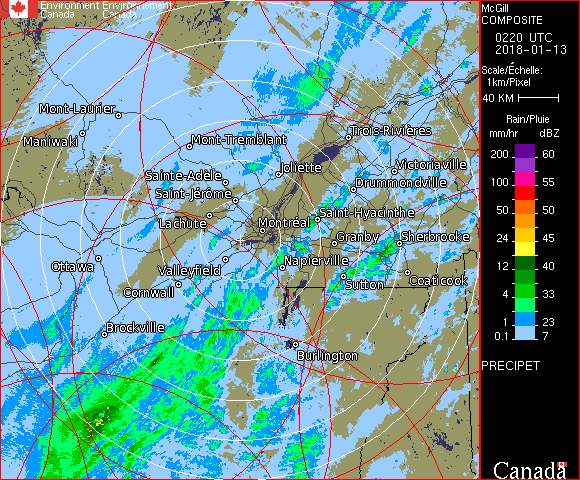 Environment Environnement
Canada Canada
McGill
COMPOSITE
0220 UTC
2018-01-13
Scale/Échelle:
1km/Pixel
40 KM
Rain/Pluie
mm/hr dBZ
200 60
100 55
50 50
24 45
12 40
4 33
1 23
0.1 7
PRECIPET
Canada
Mont-Laurier
Maniwaki
Mont-Tremblant
Trois-Rivières
Sainte-Adèle
Joliette
Victoriaville
Saint-Jérôme
Drummondville
Lachute
Montréal
Saint-Hyacinthe
Granby
Sherbrooke
Ottawa
Valleyfield
Napierville
Cornwall
Sutton
Coaticook
Brockville
Burlington